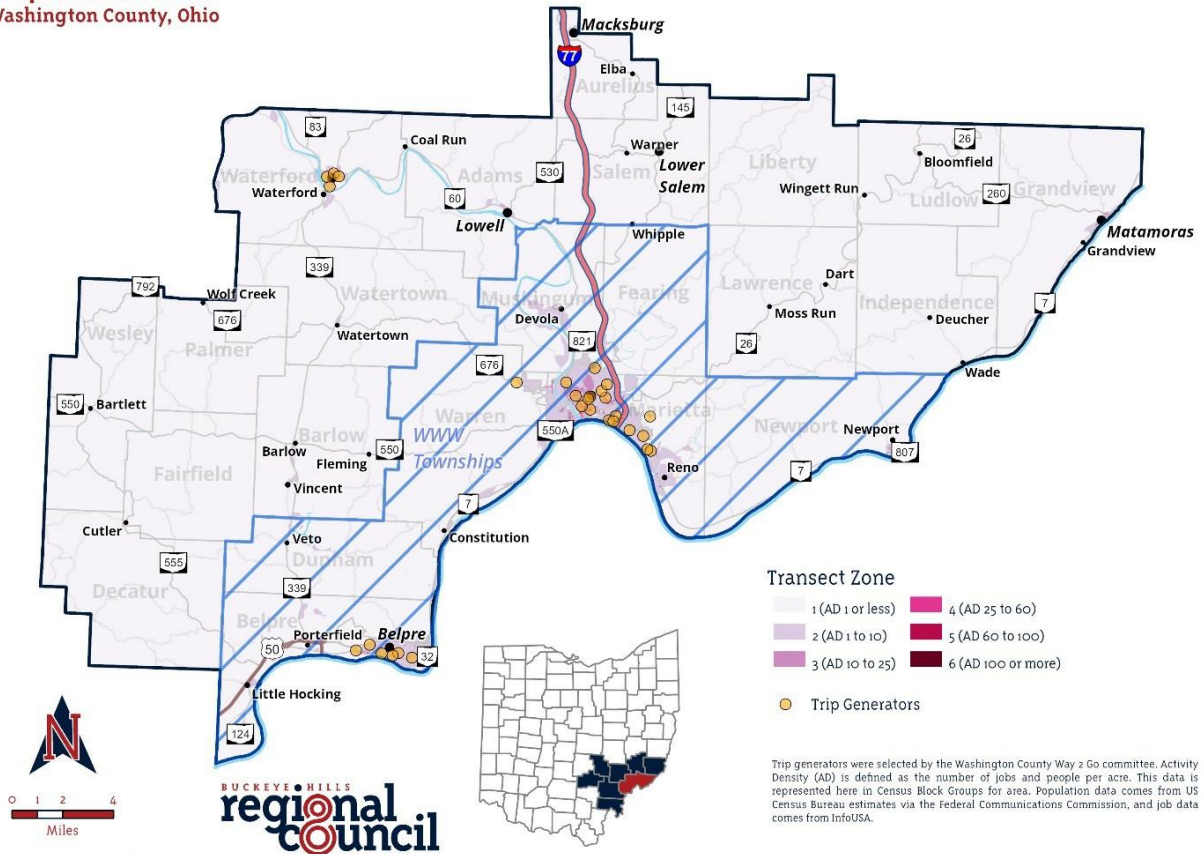 Washington County, Ohio
Macksburg
77
Elba
Aurelius
145
83
Coal Run
Warner
Lower
Salem
Salem
530
Adams
Liberty
26
Bloomfield
Waterford
Waterford
60
Lowell
Wingett Run
Ludlow
260
Grandview
Matamoras
Grandview
Whipple
339
792
Wolf Creek
676
Watertown
Watertown
Wesley
Palmer
Muskingum
Devola
Fearing
821
Lawrence
Dart
Moss Run
26
Independence
Deucher
7
676
Wade
550
Bartlett
Warren
550A
Marietta
Newport
Newport
807
Barlow
Barlow
Fleming
550
WWW
Townships
Fairfield
Vincent
Reno
7
7
Cutler
Veto
Constitution
555
Dunham
Decatur
339
Belpre
Porterfield
Belpre
50
32
Little Hocking
124
Transect Zone
1 (AD 1 or less)
4 (AD 25 to 60)
2 (AD 1 to 10)
5 (AD 60 to 100)
3 (AD 10 to 25)
6 (AD 100 or more)
Trip Generators
N
0 1 2 4
Miles
BUCKEYE HILLS
regional
council
Trip generators were selected by the Washington County Way 2 Go committee. Activity
Density (AD) is defined as the number of jobs and people per acre. This data is
represented here in Census Block Groups for area. Population data comes from US
Census Bureau estimates via the Federal Communications Commission, and job data
comes from InfoUSA.